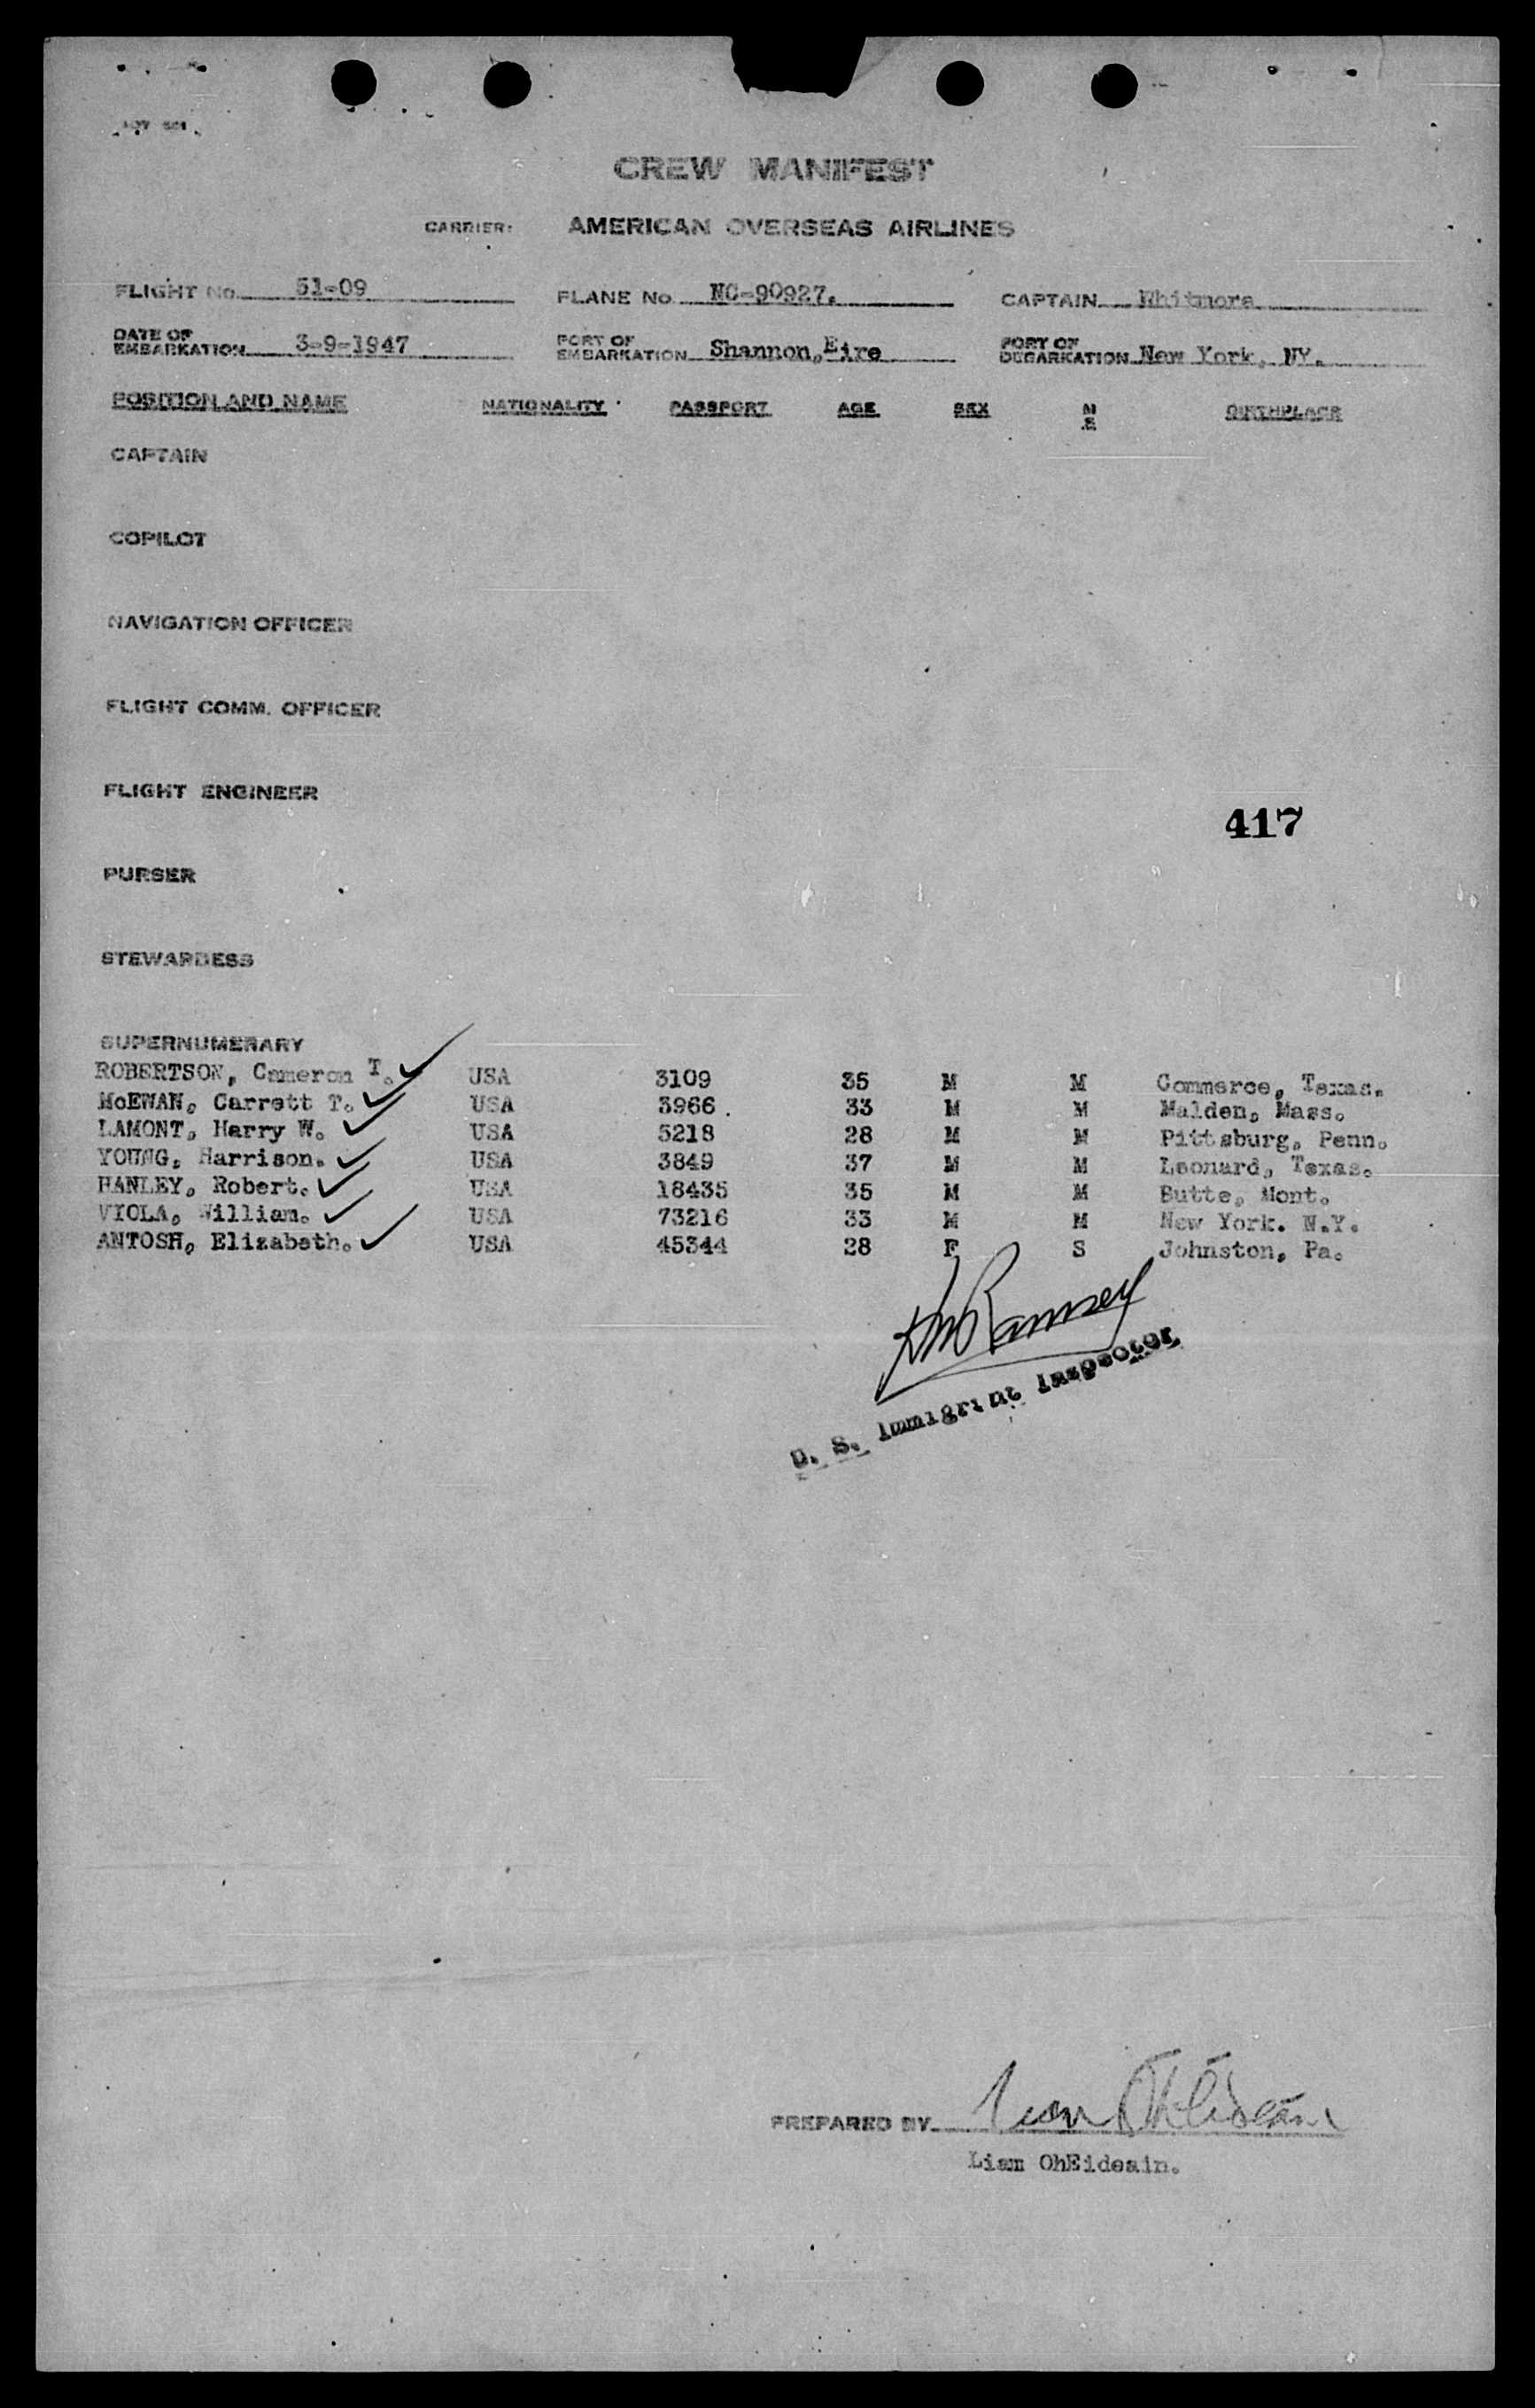 CREW MANIFEST
CARRIER: AMERICAN OVERSEAS AIRLINES
FLIGHT No. 51-09 PLANE No. NC-90927. CAPTAIN Whitmore
DATE OF EMBARKATION 3-9-1947 PORT OF EMBARKATION Shannon, Eire PORT OF DEBARKATION New York, NY.
POSITION AND NAME NATIONALITY PASSPORT AGE SEX M S BIRTHPLACE
CAPTAIN
COPILOT
NAVIGATION OFFICER
FLIGHT COMM. OFFICER
FLIGHT ENGINEER
417
PURSER
STEWARDESS
SUPERNUMERARY
ROBERTSON, Cameron T. ✓ USA 3109 35 M M Commerce, Texas.
McEWAN, Carrett T. ✓ USA 3966. 33 M M Malden, Mass.
LAMONT, Harry W. ✓ USA 5218 28 M M Pittsburg, Penn.
YOUNG, Harrison. ✓ USA 3849 37 M M Leonard, Texas.
HANLEY, Robert. ✓ USA 18435 35 M M Butte, Mont.
VIOLA, William. ✓ USA 73216 33 M M New York. N.Y.
ANTOSH, Elizabeth. ✓ USA 45344 28 F S Johnston, Pa.
Ramsey
U. S. Immigrant Inspector
PREPARED BY Liam OhEideain
Liam OhEideain.